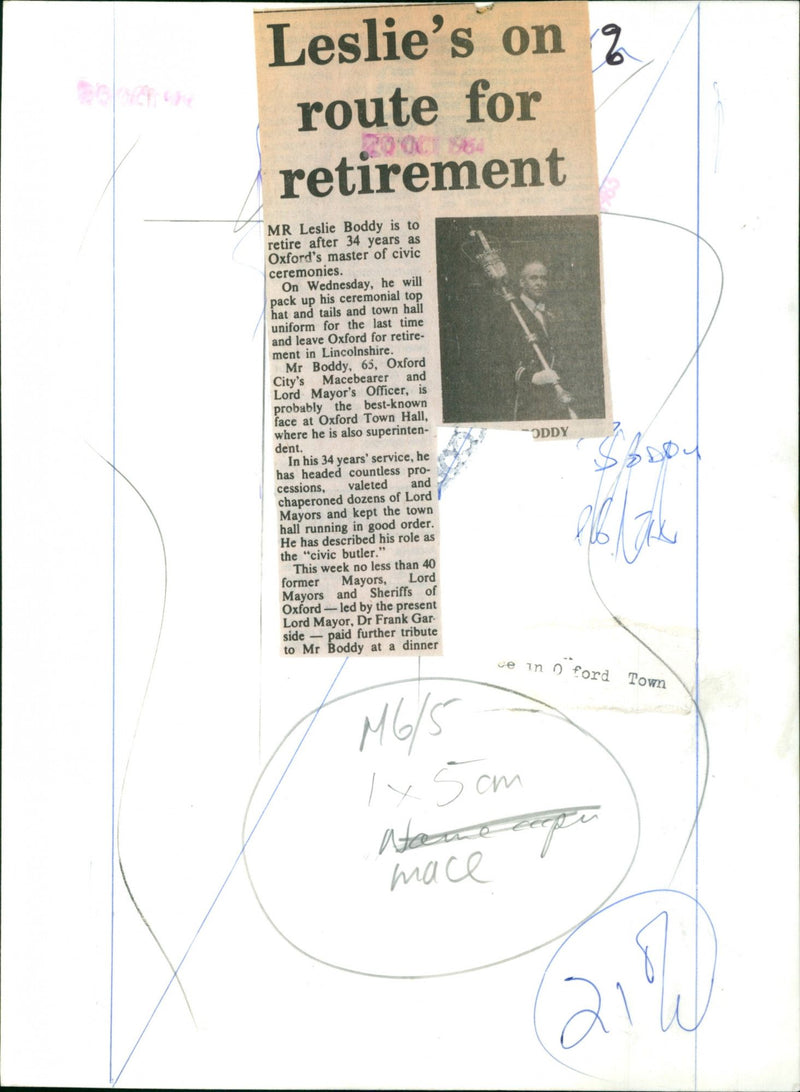 Leslie's on
route for
retirement
20 OCT 1984
MR Leslie Boddy is to
retire after 34 years as
Oxford's master of civic
ceremonies.
On Wednesday, he will
pack up his ceremonial top
hat and tails and town hall
uniform for the last time
and leave Oxford for retire-
ment in Lincolnshire.
Mr Boddy, 65, Oxford
City's Macebearer and
Lord Mayor's Officer, is
probably the best-known
face at Oxford Town Hall,
where he is also superinten-
dent.
In his 34 years' service, he
has headed countless pro-
cessions, valeted and
chaperoned dozens of Lord
Mayors and kept the town
hall running in good order.
He has described his role as
the "civic butler."
This week no less than 40
former Mayors, Lord
Mayors and Sheriffs of
Oxford — led by the present
Lord Mayor, Dr Frank Gar-
side — paid further tribute
to Mr Boddy at a dinner
ODDY
ce in O ford Town
M6/5
1 x 5 cm
mace